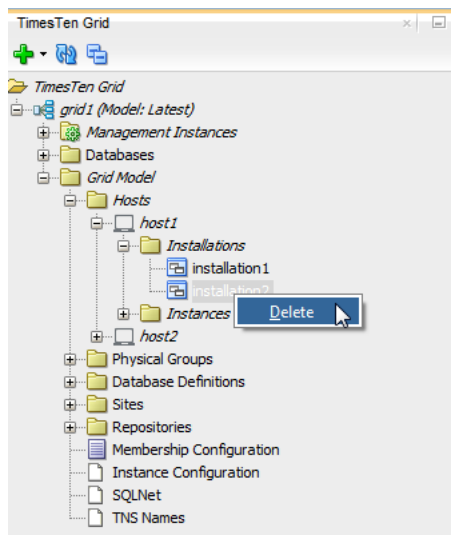 TimesTen Grid
TimesTen Grid
grid1 (Model: Latest)
Management Instances
Databases
Grid Model
Hosts
host1
Installations
installation1
installation2
Delete
Instances
host2
Physical Groups
Database Definitions
Sites
Repositories
Membership Configuration
Instance Configuration
SQLNet
TNS Names